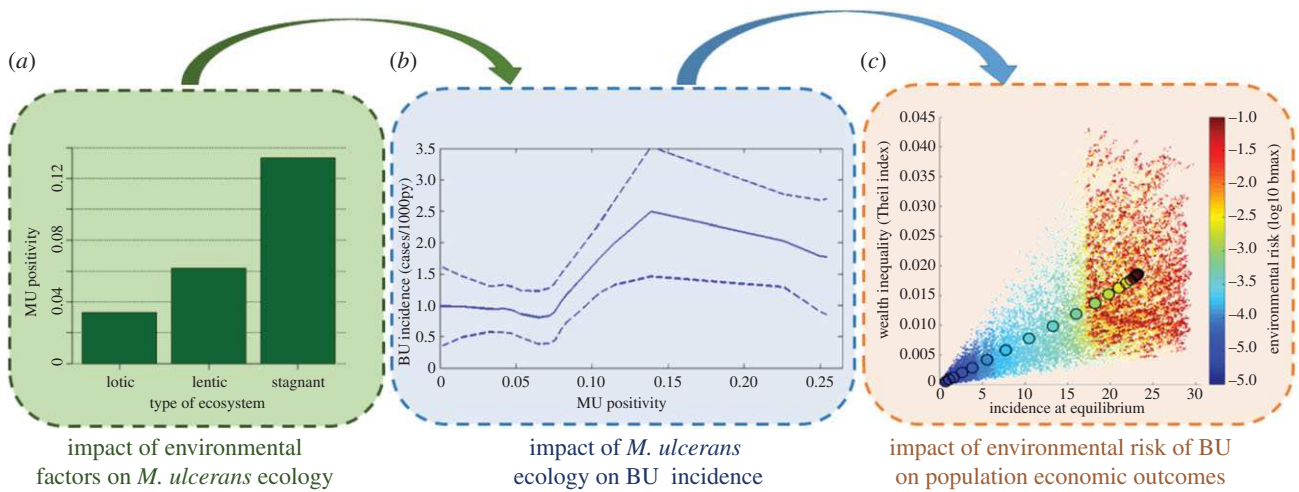 (a)
MU positivity
0.12
0.08
0.04
0
lotic
lentic
stagnant
type of ecosystem
impact of environmental
factors on M. ulcerans ecology
(b)
BU incidence (cases/1000py)
3.5
3.0
2.5
2.0
1.5
1.0
0.5
0
0
0.05
0.10
0.15
0.20
0.25
MU positivity
impact of M. ulcerans
ecology on BU incidence
(c)
wealth inequality (Theil index)
0.045
0.040
0.035
0.030
0.025
0.020
0.015
0.010
0.005
0
0
5
10
15
20
25
30
incidence at equilibrium
−1.0
−1.5
−2.0
−2.5
−3.0
−3.5
−4.0
−4.5
−5.0
environmental risk (log10 bmax)
impact of environmental risk of BU
on population economic outcomes